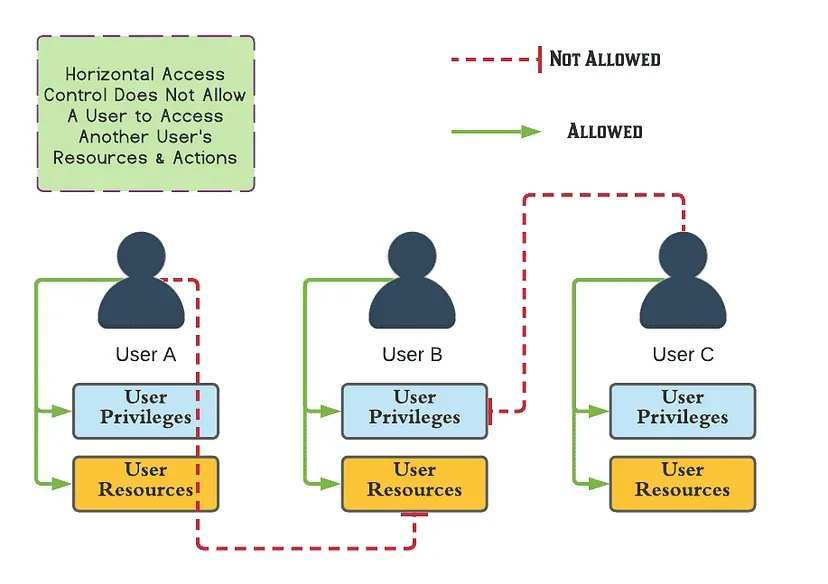 Horizontal Access
Control Does Not Allow
A User to Access
Another User's
Resources & Actions
Not Allowed
Allowed
User A
User B
User C
User
Privileges
User
Privileges
User
Privileges
User
Resources
User
Resources
User
Resources